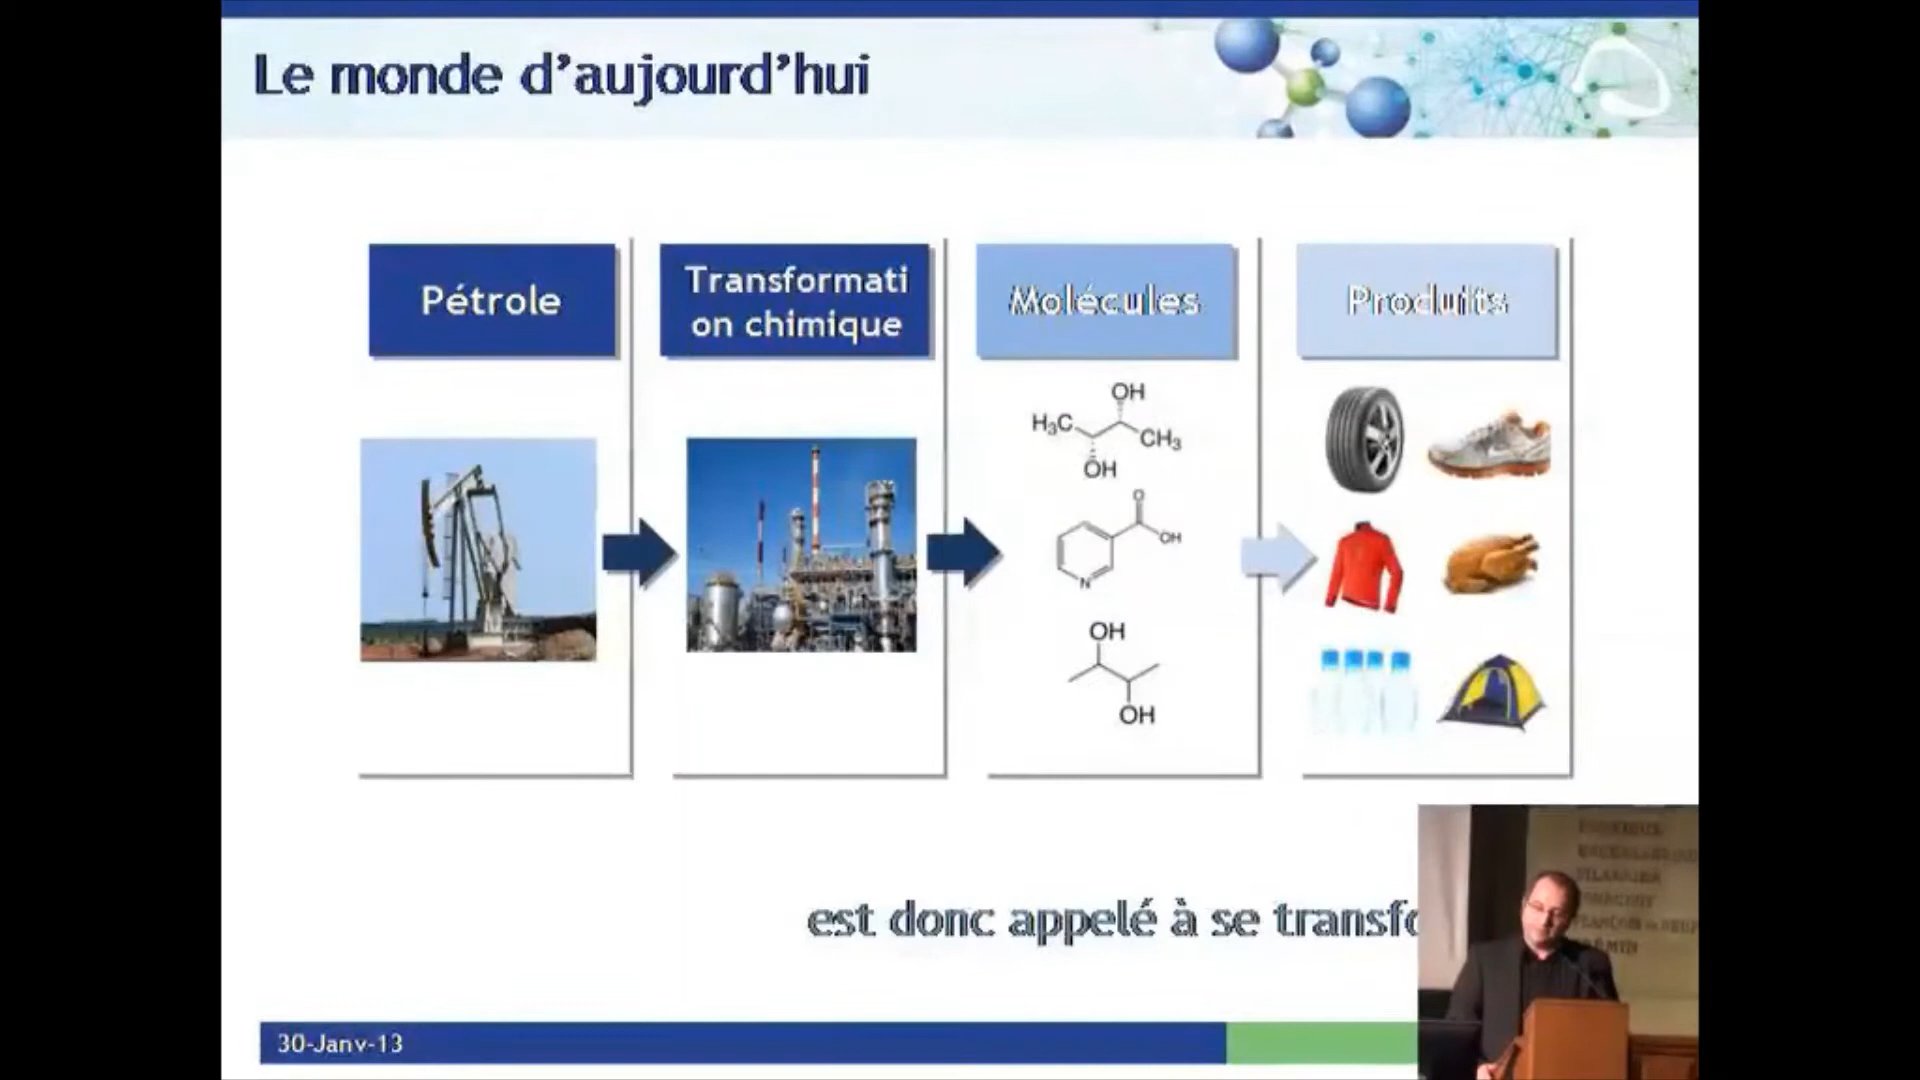 Le monde d'aujourd'hui
Pétrole
Transformati
on chimique
Molécules
Produits
OH
H₃C
CH₃
OH
O
OH
N
OH
OH
est donc appelé à se transfo
30-Janv-13